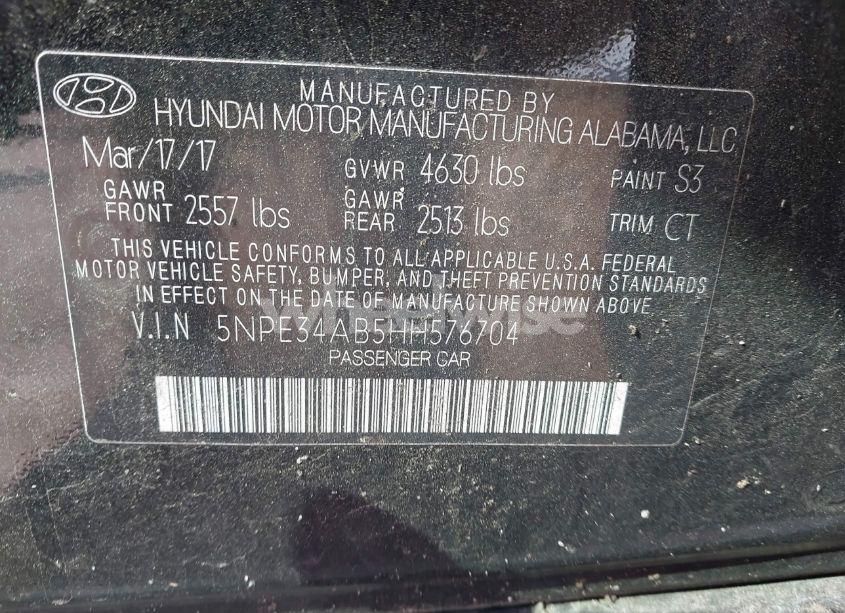 MANUFACTURED BY
HYUNDAI MOTOR MANUFACTURING ALABAMA, LLC
Mar/17/17 GVWR 4630 lbs PAINT S3
GAWR FRONT 2557 lbs GAWR REAR 2513 lbs TRIM CT
THIS VEHICLE CONFORMS TO ALL APPLICABLE U.S.A. FEDERAL
MOTOR VEHICLE SAFETY, BUMPER, AND THEFT PREVENTION STANDARDS
IN EFFECT ON THE DATE OF MANUFACTURE SHOWN ABOVE
wheelwise
V.I.N 5NPE34AB5HH576704
PASSENGER CAR